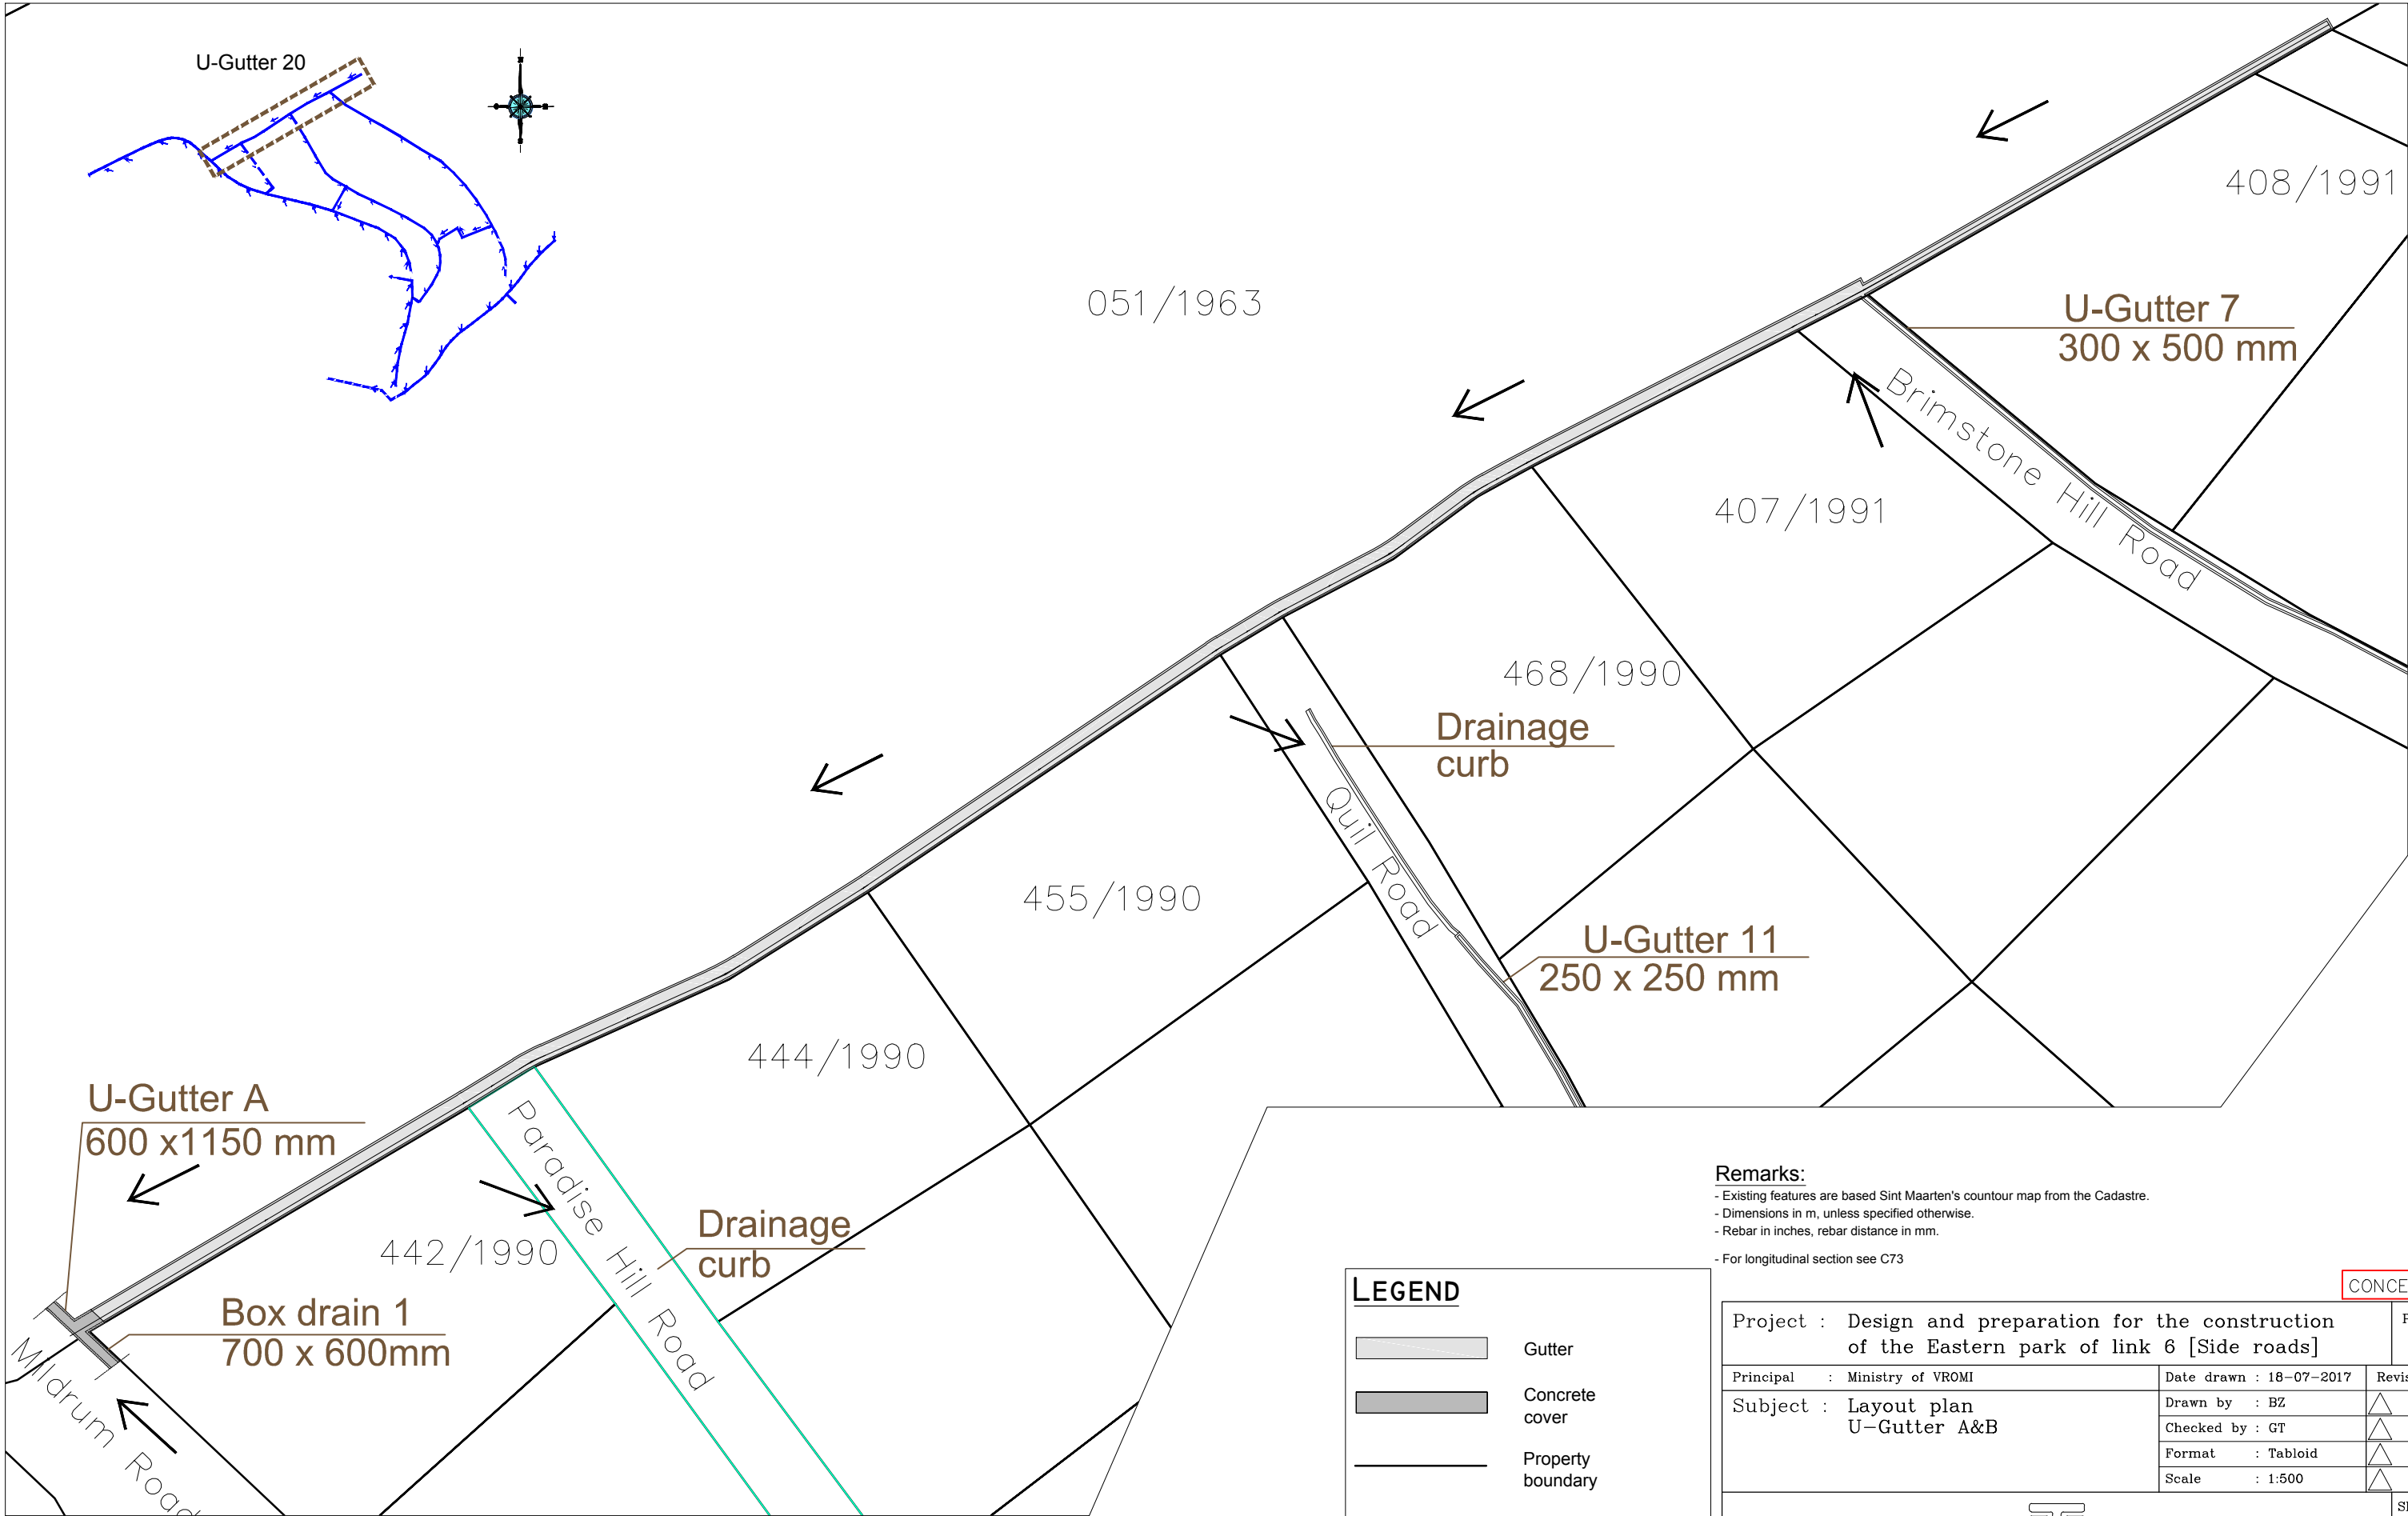 U-Gutter 20
051/1963
408/1991
U-Gutter 7
300 x 500 mm
Brimstone Hill Road
407/1991
468/1990
Drainage
curb
Quil Road
455/1990
U-Gutter 11
250 x 250 mm
444/1990
U-Gutter A
600 x1150 mm
Paradise Hill Road
442/1990
Drainage
curb
Box drain 1
700 x 600mm
Mildrum Road
Remarks:
- Existing features are based Sint Maarten's countour map from the Cadastre.
- Dimensions in m, unless specified otherwise.
- Rebar in inches, rebar distance in mm.
- For longitudinal section see C73
LEGEND
Gutter
Concrete
cover
Property
boundary
CONCE
Project : Design and preparation for the construction
of the Eastern park of link 6 [Side roads]
Principal : Ministry of VROMI
Date drawn : 18-07-2017
Revis
Subject : Layout plan
U-Gutter A&B
Drawn by : BZ
Checked by : GT
Format : Tabloid
Scale : 1:500